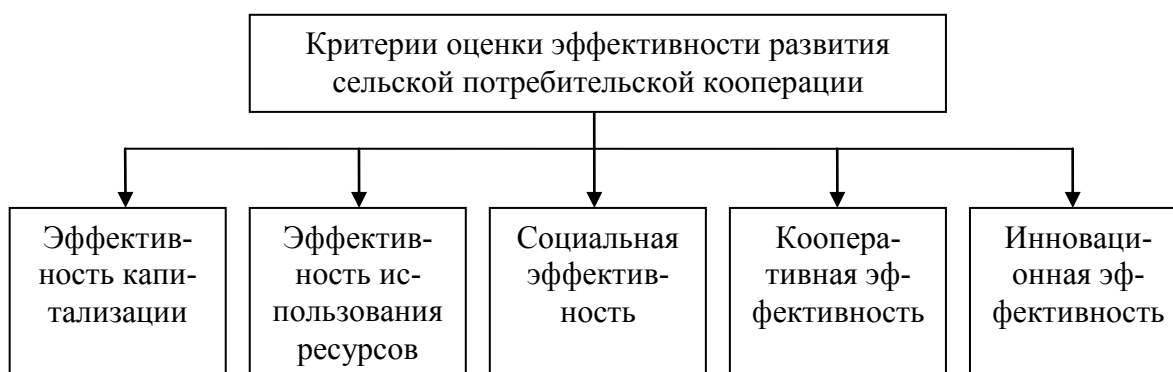 Критерии оценки эффективности развития
сельской потребительской кооперации
Эффектив-
ность капи-
тализации
Эффектив-
ность ис-
пользования
ресурсов
Социальная
эффектив-
ность
Коопера-
тивная эф-
фективность
Инноваци-
онная эф-
фективность